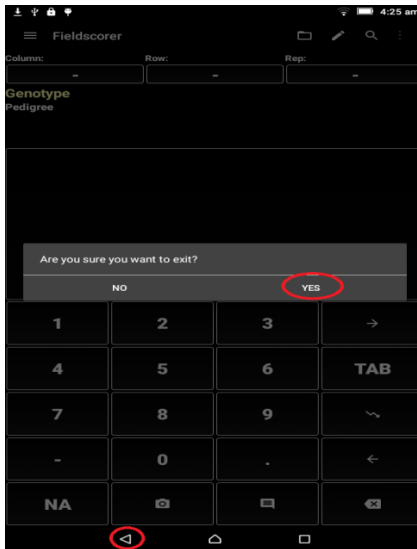 4:25 am
Fieldscorer
Column: Row: Rep:
- - -
Genotype
Pedigree
Are you sure you want to exit?
NO YES
1 2 3 →
4 5 6 TAB
7 8 9
- 0 . ←
NA